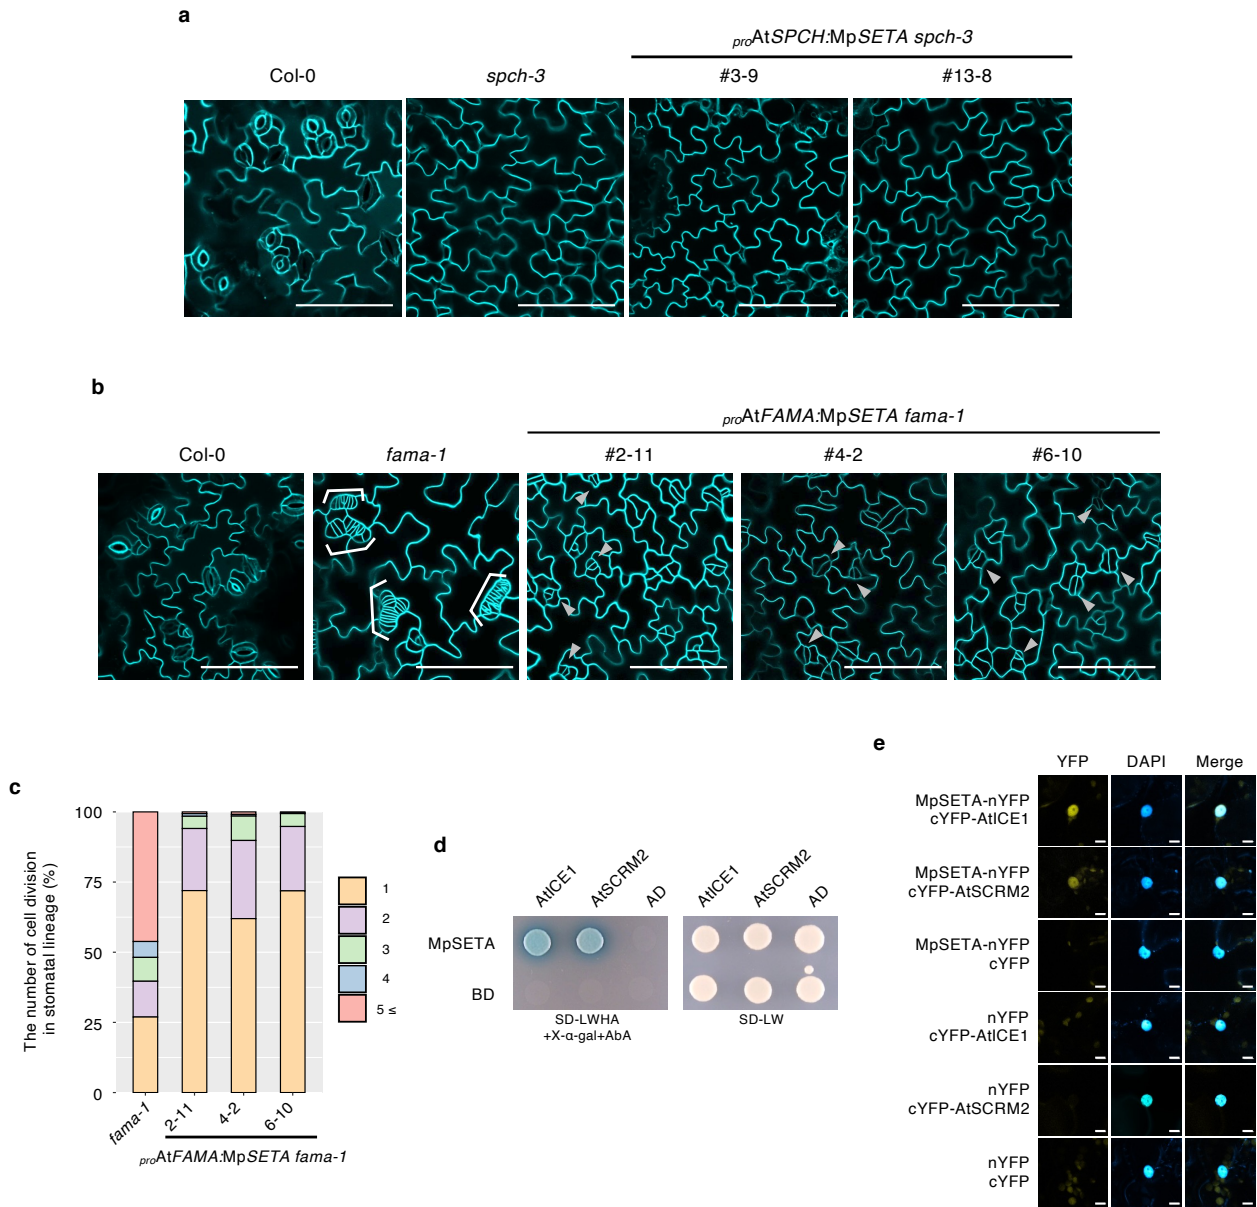 a
proAtSPCH:MpSETA spch-3
Col-0 spch-3 #3-9 #13-8
b
proAtFAMA:MpSETA fama-1
Col-0 fama-1 #2-11 #4-2 #6-10
c
The number of cell division
in stomatal lineage (%)
100
75
50
25
0
fama-1 2-11 4-2 6-10
proAtFAMA:MpSETA fama-1
1
2
3
4
5 ≤
d
AtICE1 AtSCRM2 AD AtICE1 AtSCRM2 AD
MpSETA
BD
SD-LWHA
+X-α-gal+AbA
SD-LW
e
YFP DAPI Merge
MpSETA-nYFP
cYFP-AtICE1
MpSETA-nYFP
cYFP-AtSCRM2
MpSETA-nYFP
cYFP
nYFP
cYFP-AtICE1
nYFP
cYFP-AtSCRM2
nYFP
cYFP